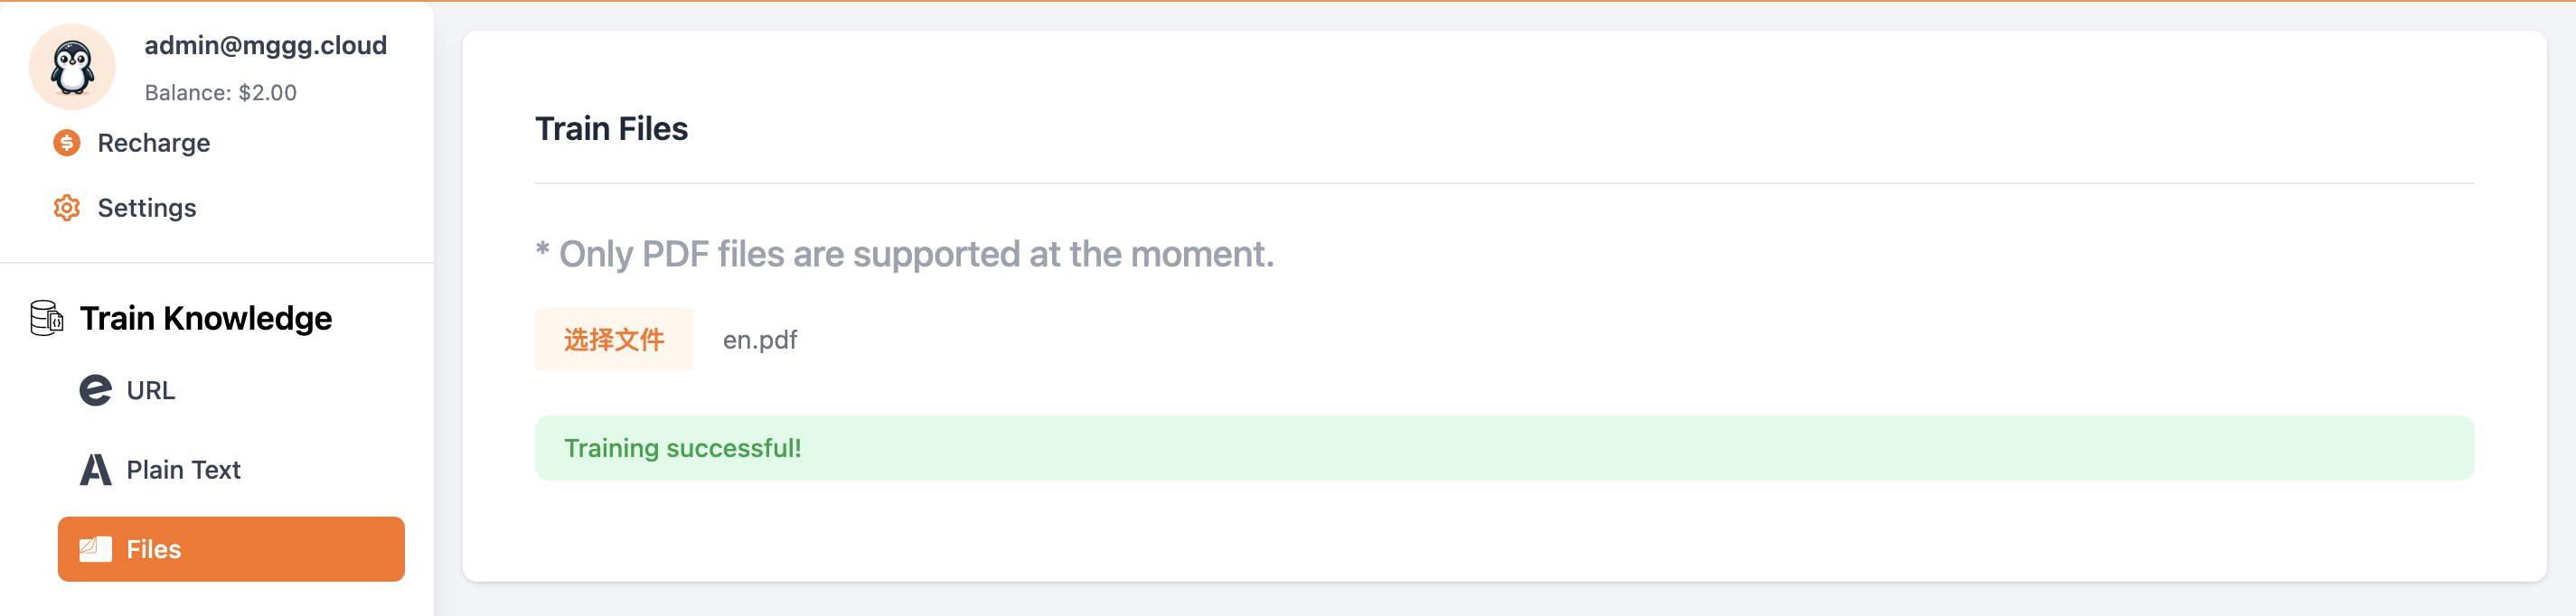 admin@mggg.cloud
Balance: $2.00
Recharge
Settings
Train Knowledge
URL
Plain Text
Files
Train Files
* Only PDF files are supported at the moment.
选择文件 en.pdf
Training successful!